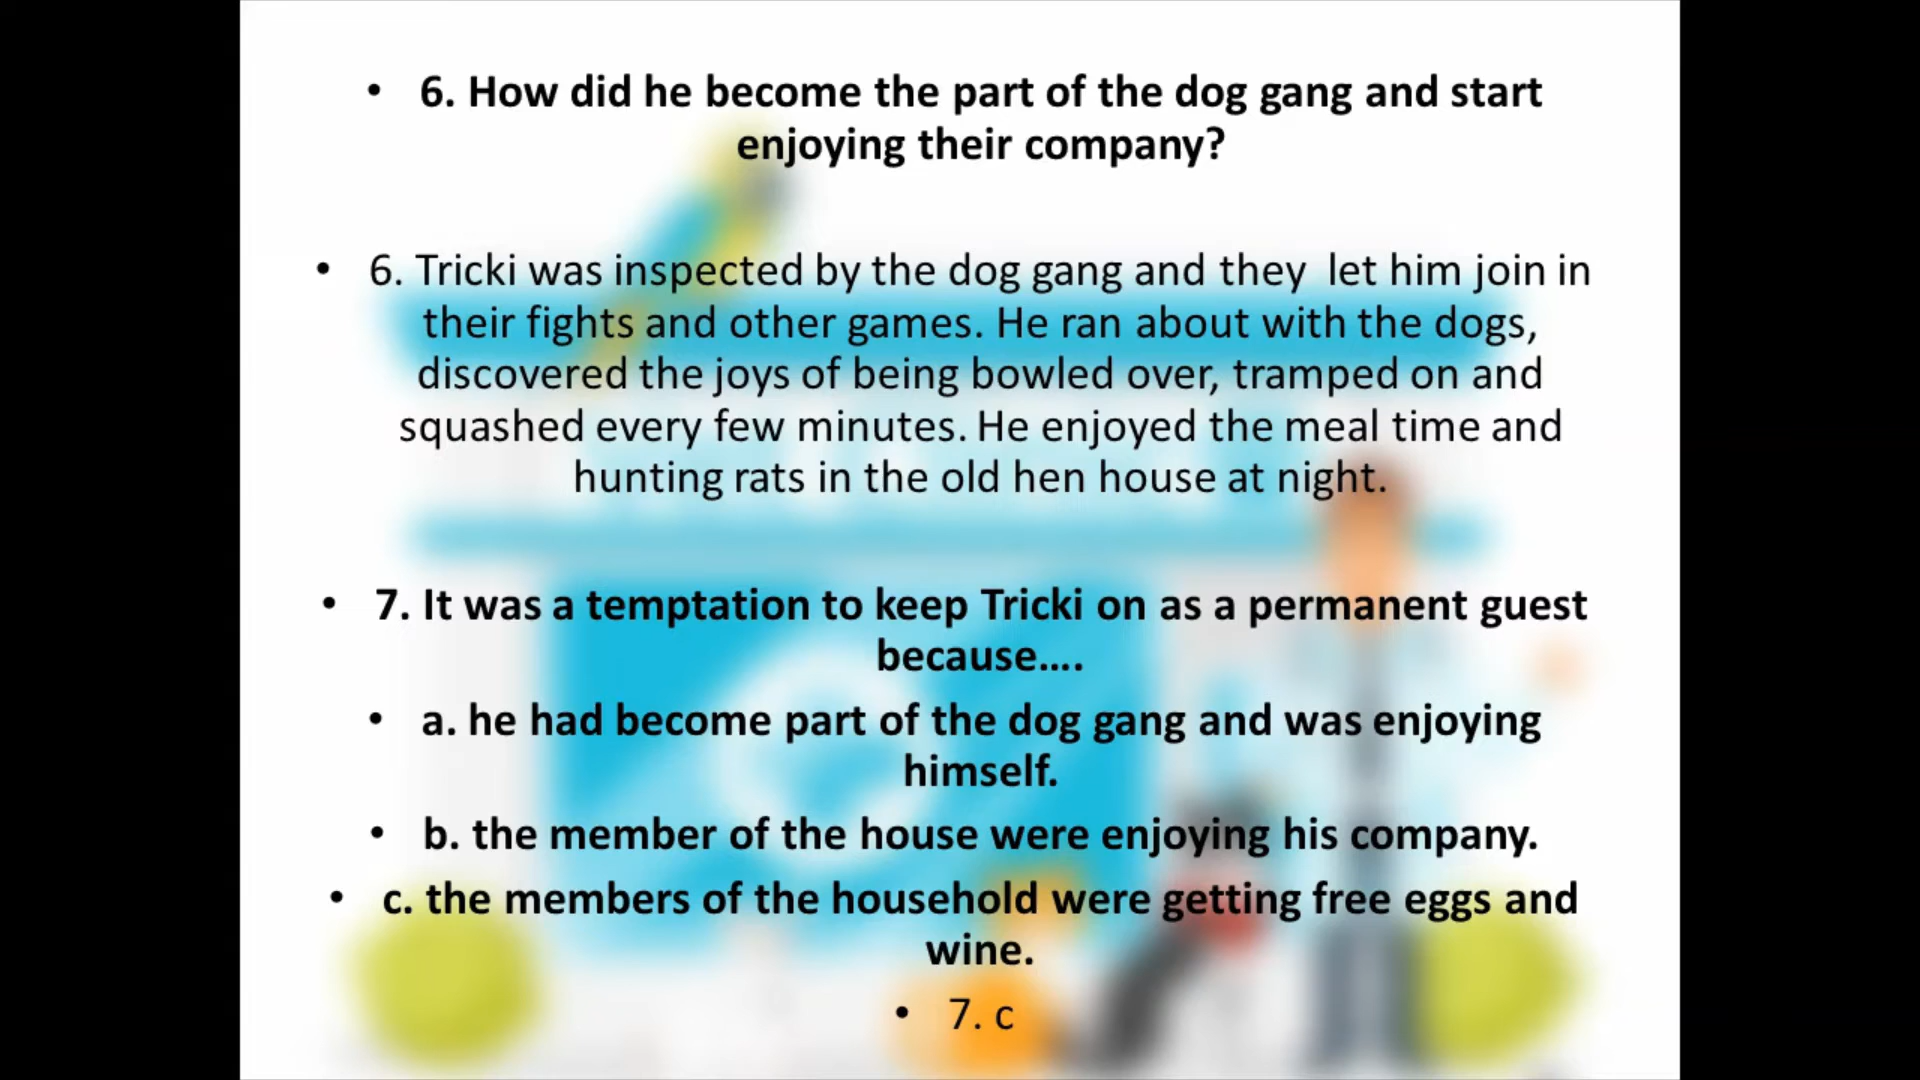 • 6. How did he become the part of the dog gang and start
enjoying their company?
• 6. Tricki was inspected by the dog gang and they  let him join in
their fights and other games. He ran about with the dogs,
discovered the joys of being bowled over, tramped on and
squashed every few minutes. He enjoyed the meal time and
hunting rats in the old hen house at night.
• 7. It was a temptation to keep Tricki on as a permanent guest
because....
• a. he had become part of the dog gang and was enjoying
himself.
• b. the member of the house were enjoying his company.
• c. the members of the household were getting free eggs and
wine.
• 7. c